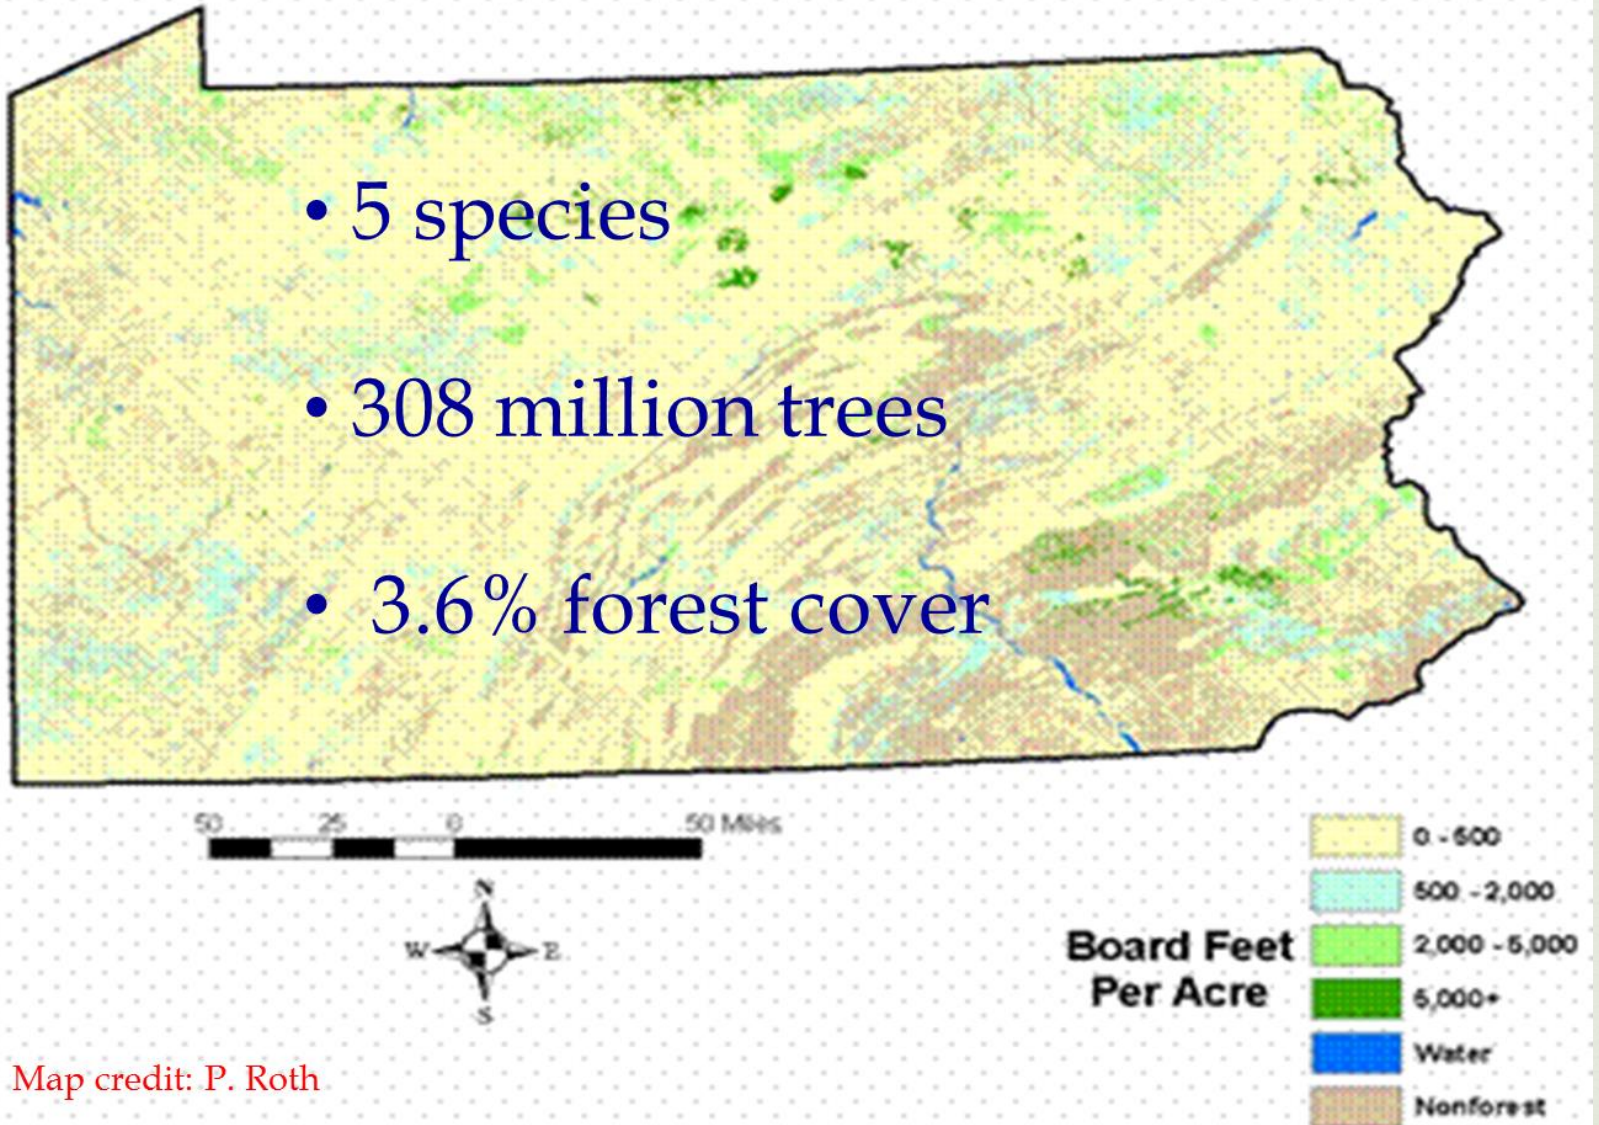 • 5 species
• 308 million trees
• 3.6% forest cover
50 25 0 50 Miles
N
W E
S
Board Feet
Per Acre
0 - 500
500 - 2,000
2,000 - 5,000
5,000+
Water
Nonforest
Map credit: P. Roth